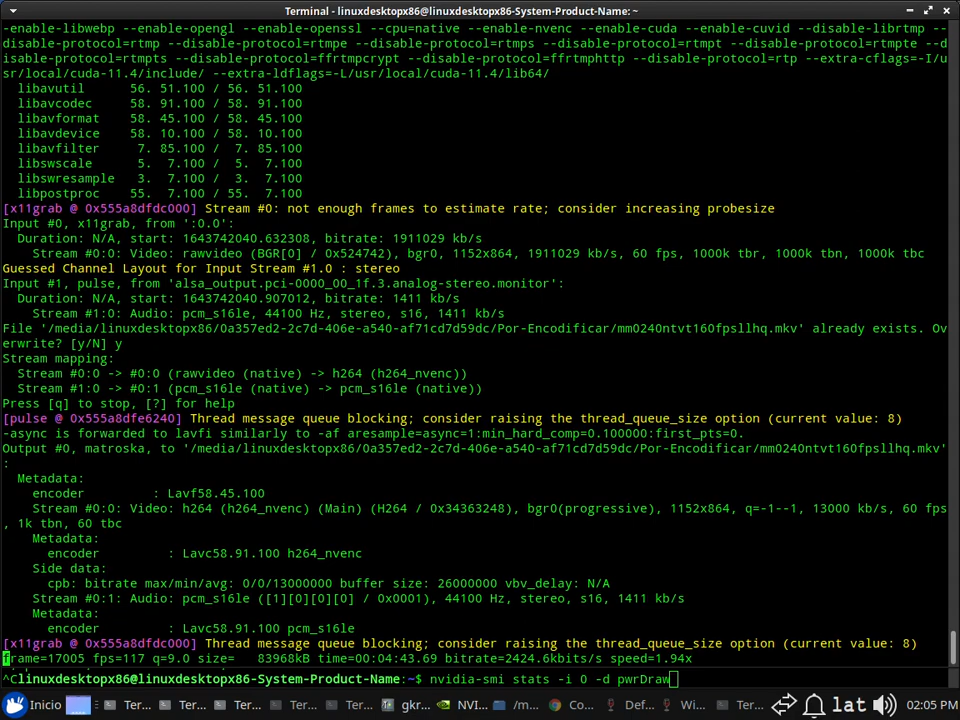 Terminal - linuxdesktopx86@linuxdesktopx86-System-Product-Name: ~
-enable-libwebp --enable-opengl --enable-openssl --cpu=native --enable-nvenc --enable-cuda --enable-cuvid --disable-librtmp --
disable-protocol=rtmp --disable-protocol=rtmpe --disable-protocol=rtmps --disable-protocol=rtmpt --disable-protocol=rtmpte --d
isable-protocol=rtmpts --disable-protocol=ffrtmpcrypt --disable-protocol=ffrtmphttp --disable-protocol=rtp --extra-cflags=-I/u
sr/local/cuda-11.4/include/ --extra-ldflags=-L/usr/local/cuda-11.4/lib64/
libavutil 56. 51.100 / 56. 51.100
libavcodec 58. 91.100 / 58. 91.100
libavformat 58. 45.100 / 58. 45.100
libavdevice 58. 10.100 / 58. 10.100
libavfilter 7. 85.100 / 7. 85.100
libswscale 5. 7.100 / 5. 7.100
libswresample 3. 7.100 / 3. 7.100
libpostproc 55. 7.100 / 55. 7.100
[x11grab @ 0x555a8dfdc000] Stream #0: not enough frames to estimate rate; consider increasing probesize
Input #0, x11grab, from ':0.0':
Duration: N/A, start: 1643742040.632308, bitrate: 1911029 kb/s
Stream #0:0: Video: rawvideo (BGR[0] / 0x524742), bgr0, 1152x864, 1911029 kb/s, 60 fps, 1000k tbr, 1000k tbn, 1000k tbc
Guessed Channel Layout for Input Stream #1.0 : stereo
Input #1, pulse, from 'alsa_output.pci-0000_00_1f.3.analog-stereo.monitor':
Duration: N/A, start: 1643742040.907012, bitrate: 1411 kb/s
Stream #1:0: Audio: pcm_s16le, 44100 Hz, stereo, s16, 1411 kb/s
File '/media/linuxdesktopx86/0a357ed2-2c7d-406e-a540-af71cd7d59dc/Por-Encodificar/mm0240ntvt160fpsllhq.mkv' already exists. Ov
erwrite? [y/N] y
Stream mapping:
Stream #0:0 -> #0:0 (rawvideo (native) -> h264 (h264_nvenc))
Stream #1:0 -> #0:1 (pcm_s16le (native) -> pcm_s16le (native))
Press [q] to stop, [?] for help
[pulse @ 0x555a8dfe6240] Thread message queue blocking; consider raising the thread_queue_size option (current value: 8)
-async is forwarded to lavfi similarly to -af aresample=async=1:min_hard_comp=0.100000:first_pts=0.
Output #0, matroska, to '/media/linuxdesktopx86/0a357ed2-2c7d-406e-a540-af71cd7d59dc/Por-Encodificar/mm0240ntvt160fpsllhq.mkv'
:
Metadata:
encoder : Lavf58.45.100
Stream #0:0: Video: h264 (h264_nvenc) (Main) (H264 / 0x34363248), bgr0(progressive), 1152x864, q=-1--1, 13000 kb/s, 60 fps
, 1k tbn, 60 tbc
Metadata:
encoder : Lavc58.91.100 h264_nvenc
Side data:
cpb: bitrate max/min/avg: 0/0/13000000 buffer size: 26000000 vbv_delay: N/A
Stream #0:1: Audio: pcm_s16le ([1][0][0][0] / 0x0001), 44100 Hz, stereo, s16, 1411 kb/s
Metadata:
encoder : Lavc58.91.100 pcm_s16le
[x11grab @ 0x555a8dfdc000] Thread message queue blocking; consider raising the thread_queue_size option (current value: 8)
frame=17005 fps=117 q=9.0 size= 83968kB time=00:04:43.69 bitrate=2424.6kbits/s speed=1.94x
^Clinuxdesktopx86@linuxdesktopx86-System-Product-Name:~$ nvidia-smi stats -i 0 -d pwrDraw
Inicio Ter... Ter... Ter... Ter... Ter... gkr... NVI... /m... Co... Def... Wi... Ter... lat 02:05 PM